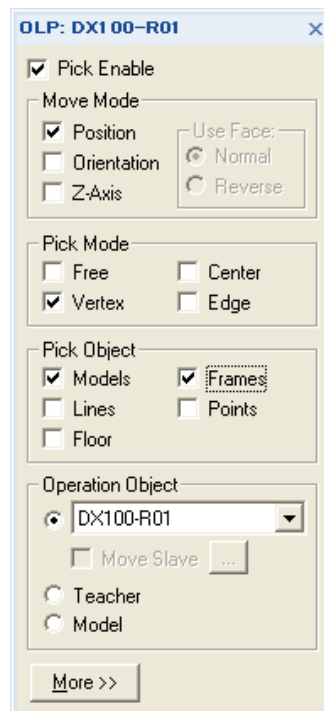 OLP: DX100-R01
Pick Enable
Move Mode
Position
Orientation
Z-Axis
Use Face:
Normal
Reverse
Pick Mode
Free Center
Vertex Edge
Pick Object
Models Frames
Lines Points
Floor
Operation Object
DX100-R01
Move Slave ...
Teacher
Model
More >>